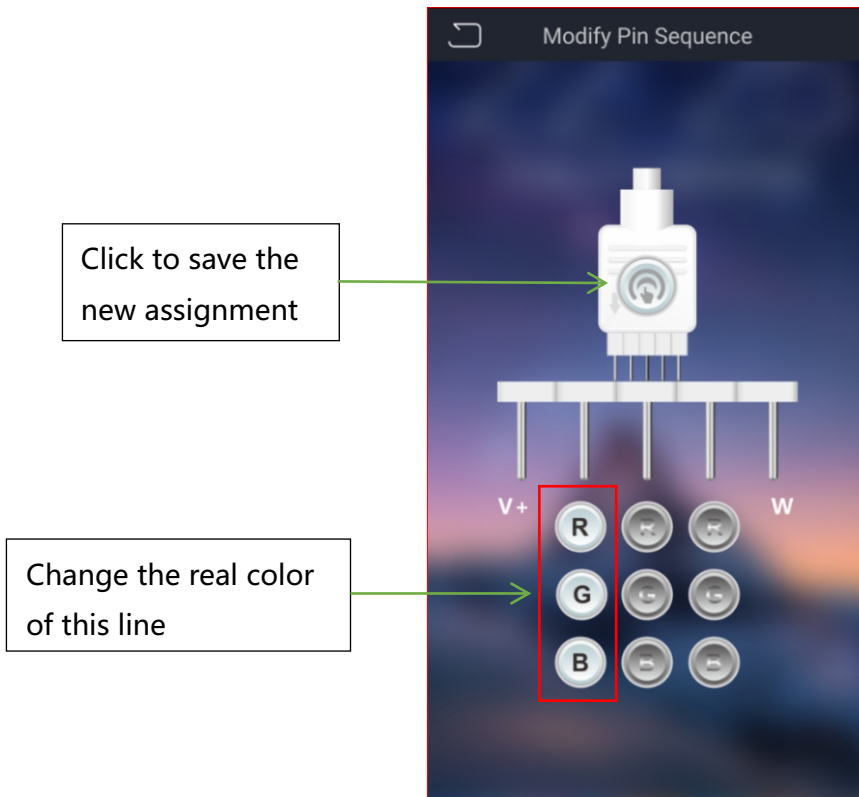 Modify Pin Sequence
Click to save the
new assignment
V+
W
R R R
Change the real color
of this line
G G G
B B B